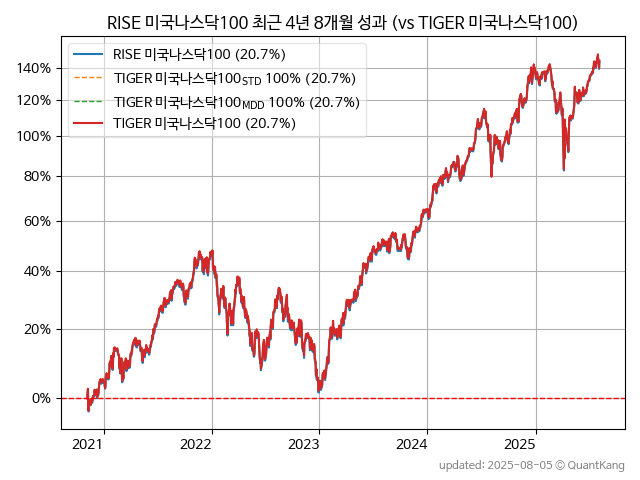 RISE 미국나스닥100 최근 4년 8개월 성과 (vs TIGER 미국나스닥100)
RISE 미국나스닥100 (20.7%)
TIGER 미국나스닥100STD 100% (20.7%)
TIGER 미국나스닥100MDD 100% (20.7%)
TIGER 미국나스닥100 (20.7%)
140%
120%
100%
80%
60%
40%
20%
0%
2021 2022 2023 2024 2025
updated: 2025-08-05 © QuantKang